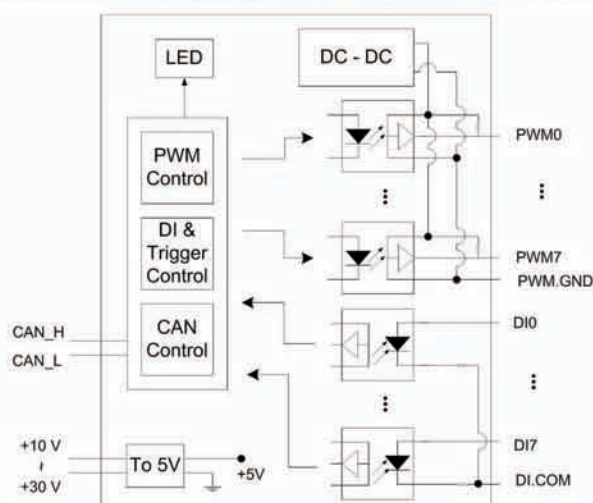 LED
DC - DC
PWM
Control
DI &
Trigger
Control
CAN
Control
CAN_H
CAN_L
+10 V
~
+30 V
To 5V
+5V
PWM0
PWM7
PWM.GND
DI0
DI7
DI.COM